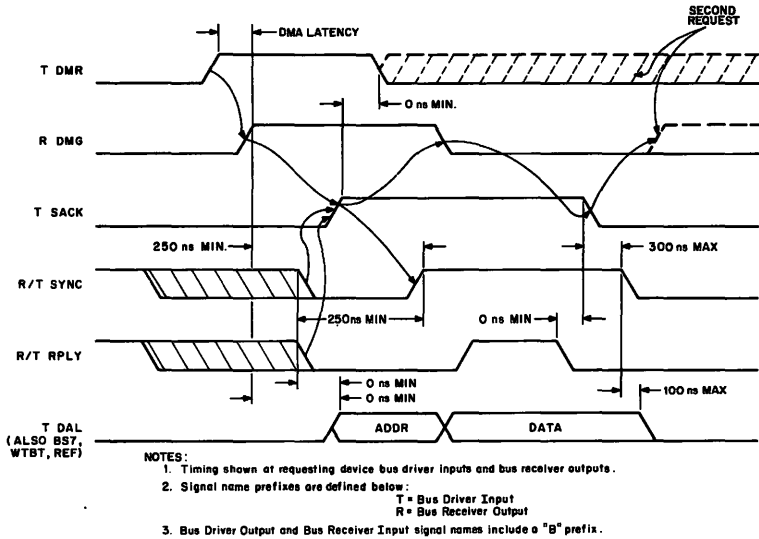 SECOND
REQUEST
DMA LATENCY
T DMR
0 ns MIN.
R DMG
T SACK
250 ns MIN.
300 ns MAX
R/T SYNC
250ns MIN
0 ns MIN
R/T RPLY
0 ns MIN
0 ns MIN
100 ns MAX
T DAL
(ALSO BS7,
WTBT, REF)
ADDR
DATA
NOTES:
1. Timing shown at requesting device bus driver inputs and bus receiver outputs.
2. Signal name prefixes are defined below:
T = Bus Driver Input
R = Bus Receiver Output
3. Bus Driver Output and Bus Receiver Input signal names include a "B" prefix.